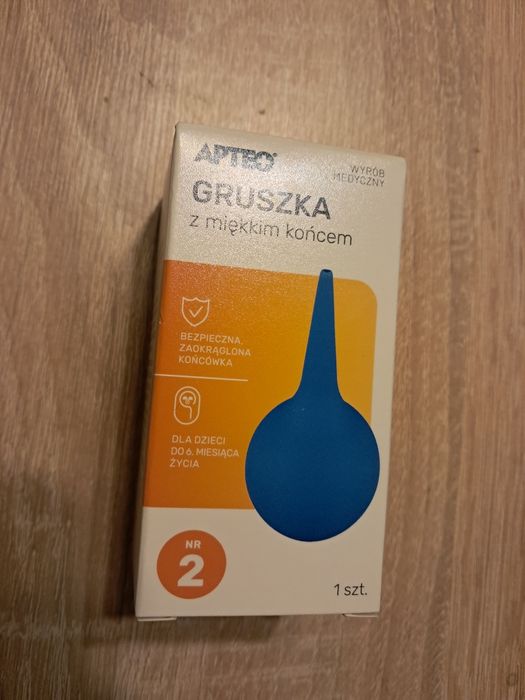 APTEO®
WYRÓB
MEDYCZNY
GRUSZKA
z miękkim końcem
BEZPIECZNA,
ZAOKRĄGLONA
KOŃCÓWKA
DLA DZIECI
DO 6. MIESIĄCA
ŻYCIA
NR
2
1 szt.